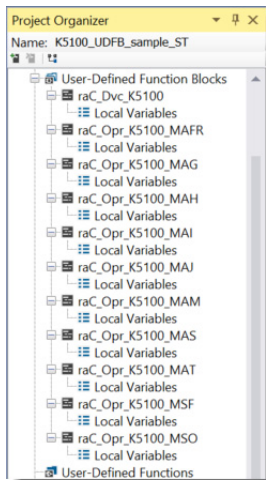 Project Organizer
Name: K5100_UDFB_sample_ST
User-Defined Function Blocks
raC_Dvc_K5100
Local Variables
raC_Opr_K5100_MAFR
Local Variables
raC_Opr_K5100_MAG
Local Variables
raC_Opr_K5100_MAH
Local Variables
raC_Opr_K5100_MAI
Local Variables
raC_Opr_K5100_MAJ
Local Variables
raC_Opr_K5100_MAM
Local Variables
raC_Opr_K5100_MAS
Local Variables
raC_Opr_K5100_MAT
Local Variables
raC_Opr_K5100_MSF
Local Variables
raC_Opr_K5100_MSO
Local Variables
User-Defined Functions